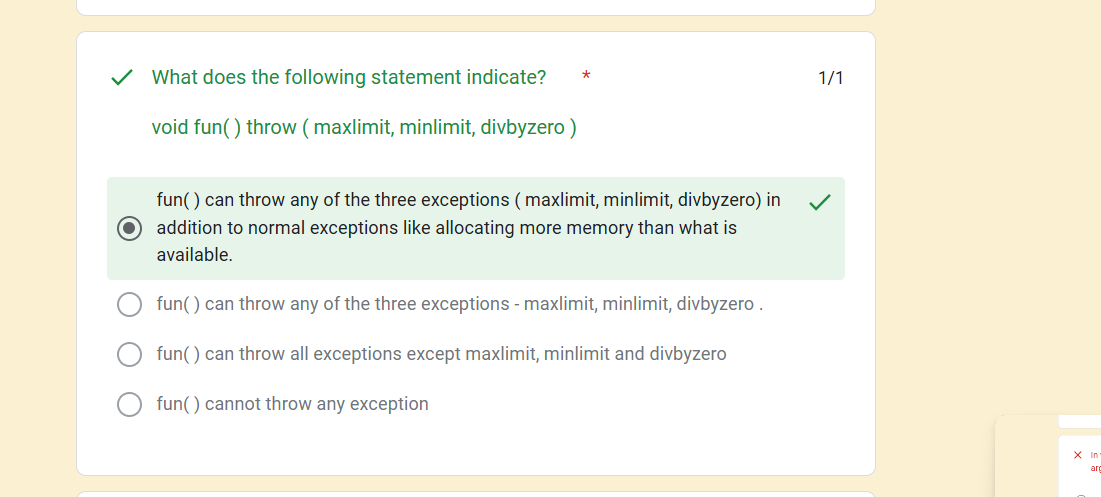 What does the following statement indicate? *
1/1
void fun( ) throw ( maxlimit, minlimit, divbyzero )
fun( ) can throw any of the three exceptions ( maxlimit, minlimit, divbyzero) in
addition to normal exceptions like allocating more memory than what is
available.
fun( ) can throw any of the three exceptions - maxlimit, minlimit, divbyzero .
fun( ) can throw all exceptions except maxlimit, minlimit and divbyzero
fun( ) cannot throw any exception